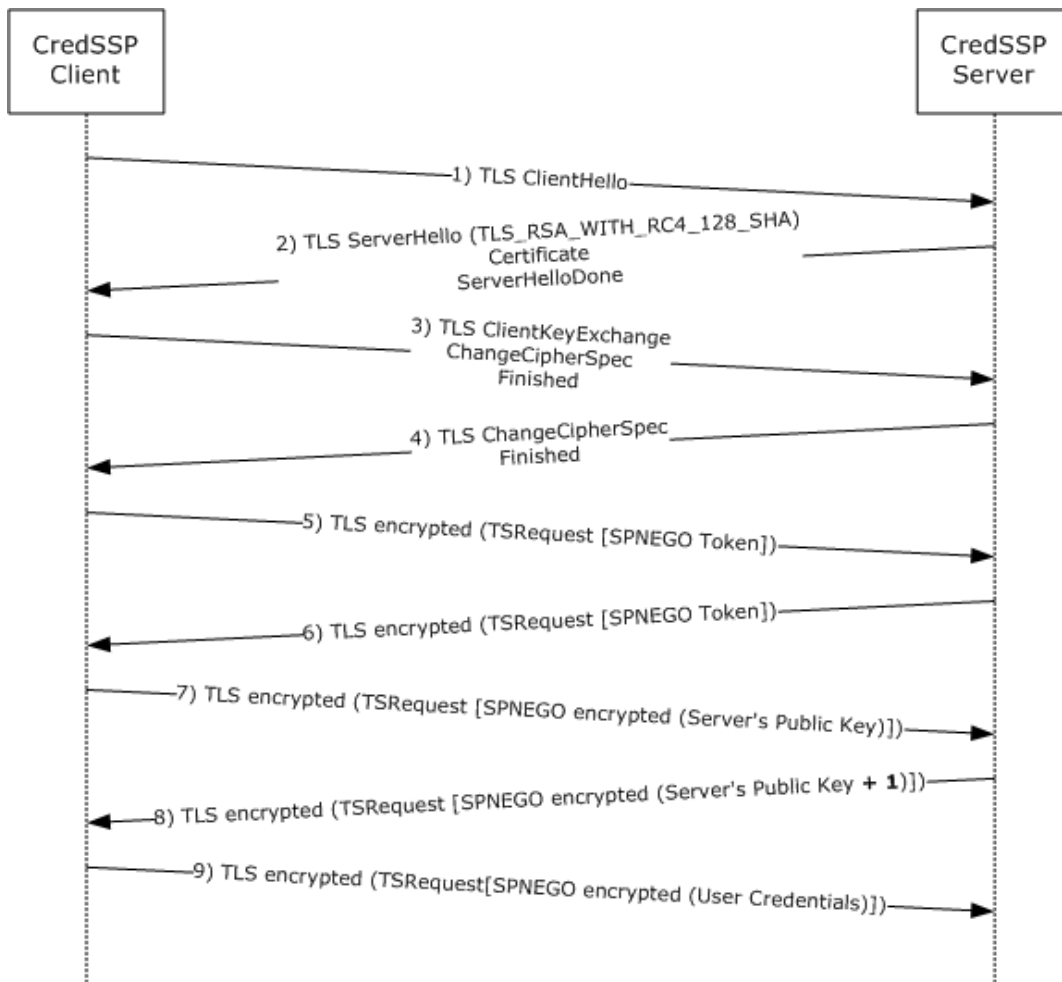 CredSSP
Client
CredSSP
Server
1) TLS ClientHello
2) TLS ServerHello (TLS_RSA_WITH_RC4_128_SHA)
Certificate
ServerHelloDone
3) TLS ClientKeyExchange
ChangeCipherSpec
Finished
4) TLS ChangeCipherSpec
Finished
5) TLS encrypted (TSRequest [SPNEGO Token])
6) TLS encrypted (TSRequest [SPNEGO Token])
7) TLS encrypted (TSRequest [SPNEGO encrypted (Server's Public Key)])
8) TLS encrypted (TSRequest [SPNEGO encrypted (Server's Public Key + 1)])
9) TLS encrypted (TSRequest[SPNEGO encrypted (User Credentials)])